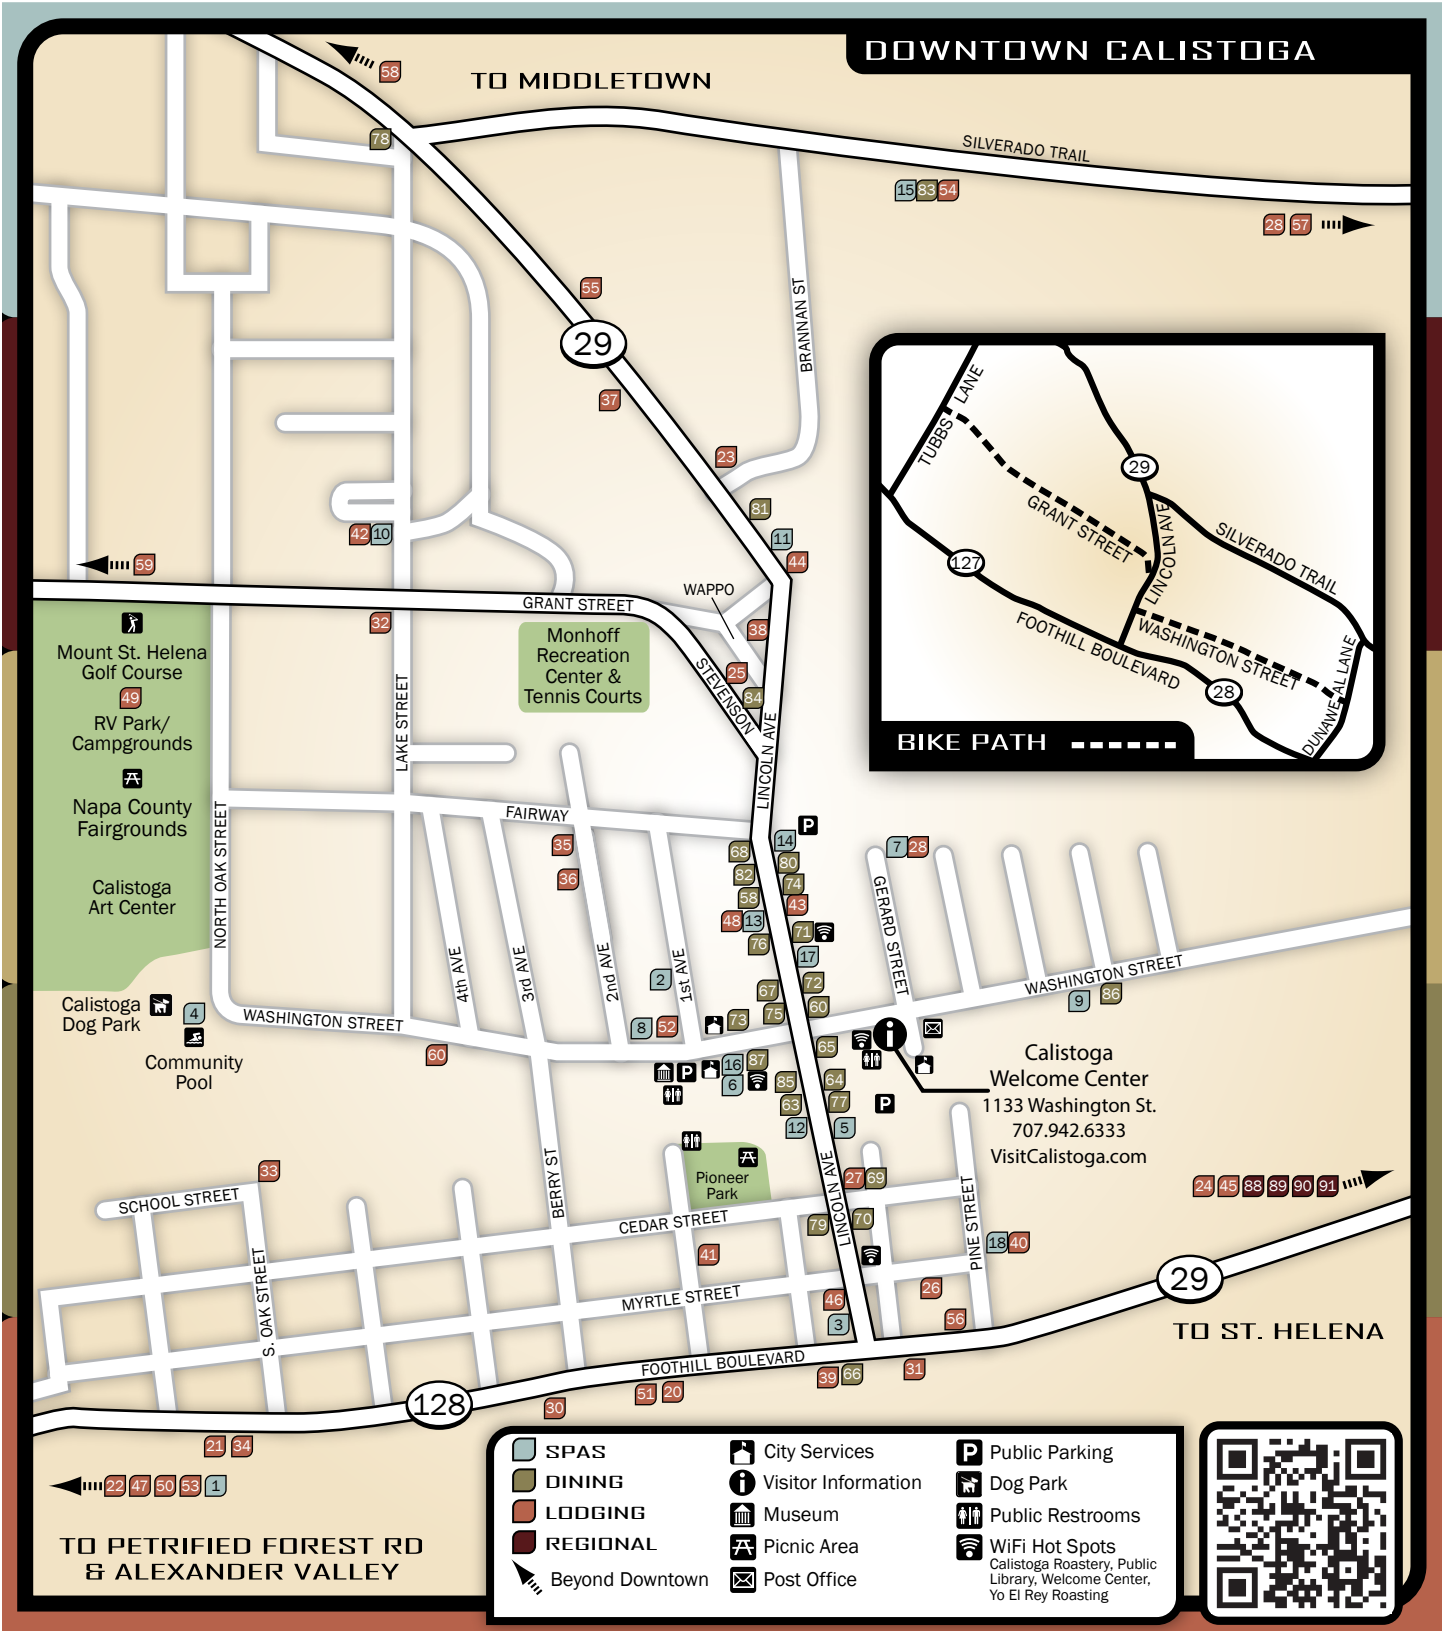 DOWNTOWN CALISTOGA
58
TO MIDDLETOWN
78
SILVERADO TRAIL
15 83 54
28 57
55
29
BRANNAN ST
37
23
81
11
44
42 10
59
GRANT STREET
WAPPO
32
38
25
84
STEVENSON
LINCOLN AVE
LAKE STREET
Mount St. Helena
Golf Course
49
RV Park/
Campgrounds
Napa County
Fairgrounds
Calistoga
Art Center
Monhoff
Recreation
Center &
Tennis Courts
TUBBS LANE
29
GRANT STREET
LINCOLN AVE
SILVERADO TRAIL
127
FOOTHILL BOULEVARD
WASHINGTON STREET
28
DUNAWEAL LANE
BIKE PATH
NORTH OAK STREET
FAIRWAY
35
36
4th AVE
3rd AVE
2nd AVE
1st AVE
P
14
68
80
82
74
58
43
48 13
71
76
17
2
67
72
60
75
73
8 52
7 28
GERARD STREET
WASHINGTON STREET
9
86
Calistoga
Dog Park
4
Community
Pool
WASHINGTON STREET
60
65
P
16
87
6
85
64
63
77
12
5
P
i
Calistoga
Welcome Center
1133 Washington St.
707.942.6333
VisitCalistoga.com
33
SCHOOL STREET
BERRY ST
Pioneer
Park
LINCOLN AVE
27 69
CEDAR STREET
79
70
41
PINE STREET
18 40
24 45 88 89 90 91
S. OAK STREET
MYRTLE STREET
46
3
26
56
29
TO ST. HELENA
FOOTHILL BOULEVARD
39 66
31
128
51 20
30
21 34
22 47 50 53 1
TO PETRIFIED FOREST RD
& ALEXANDER VALLEY
SPAS
DINING
LODGING
REGIONAL
Beyond Downtown
City Services
i Visitor Information
Museum
Picnic Area
Post Office
P Public Parking
Dog Park
Public Restrooms
WiFi Hot Spots
Calistoga Roastery, Public
Library, Welcome Center,
Yo El Rey Roasting